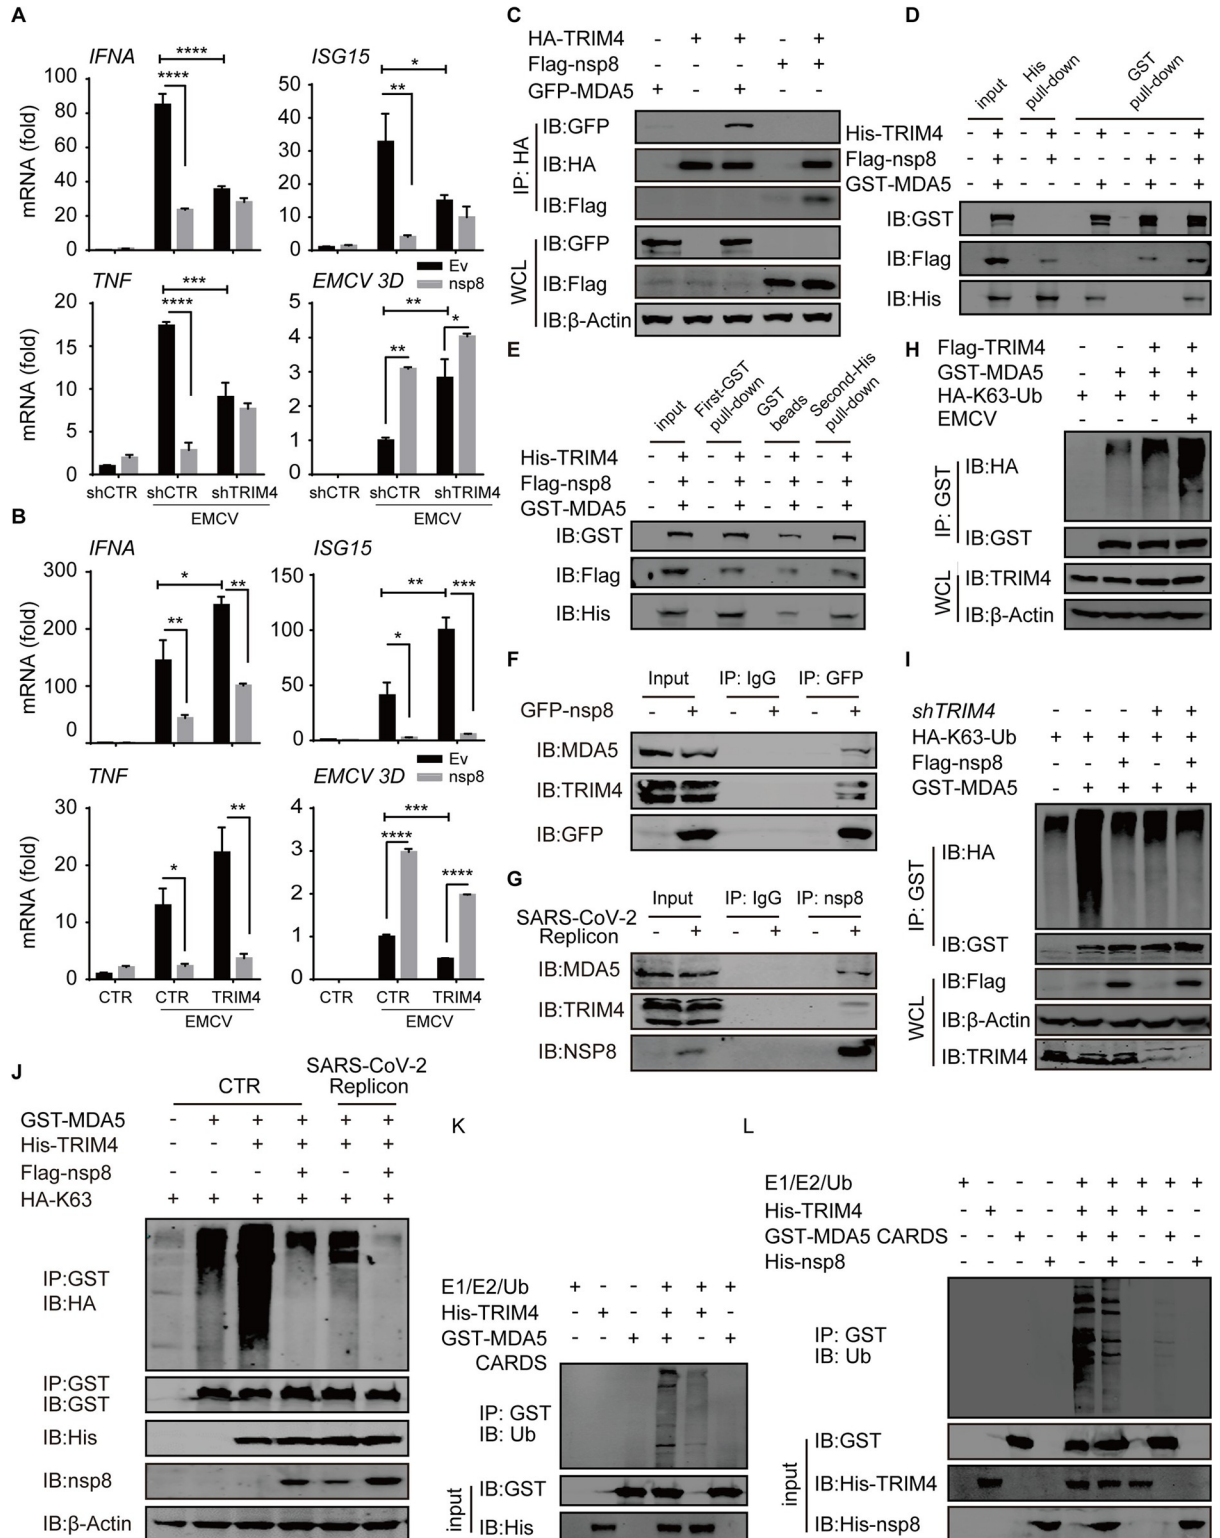 A
IFNA
ISG15
mRNA (fold)
100
80
60
40
20
0
****
****
50
40
30
20
10
0
*
**
Ev
nsp8
TNF
EMCV 3D
mRNA (fold)
20
15
10
5
0
***
****
5
4
3
2
1
0
**
**
*
shCTR shCTR shTRIM4
EMCV
shCTR shCTR shTRIM4
EMCV
B
IFNA
ISG15
mRNA (fold)
300
200
100
0
*
**
**
150
100
50
0
**
*
***
Ev
nsp8
TNF
EMCV 3D
mRNA (fold)
30
20
10
0
*
**
4
3
2
1
0
***
****
****
CTR CTR TRIM4
EMCV
CTR CTR TRIM4
EMCV
C
HA-TRIM4 - + + - +
Flag-nsp8 - - - + +
GFP-MDA5 + - + - -
IP: HA
IB:GFP
IB:HA
IB:Flag
WCL
IB:GFP
IB:Flag
IB:β-Actin
D
input
His pull-down
GST pull-down
His-TRIM4 - + - + - + - - - +
Flag-nsp8 - + - + - - - + - +
GST-MDA5 - + - + - + - + - +
IB:GST
IB:Flag
IB:His
E
input
First-GST pull-down
GST beads
Second-His pull-down
His-TRIM4 - + - + - + - +
Flag-nsp8 - + - + - + - +
GST-MDA5 - + - + - + - +
IB:GST
IB:Flag
IB:His
F
Input IP: IgG IP: GFP
GFP-nsp8 - + - + - +
IB:MDA5
IB:TRIM4
IB:GFP
G
Input IP: IgG IP: nsp8
SARS-CoV-2
Replicon - + - + - +
IB:MDA5
IB:TRIM4
IB:NSP8
H
Flag-TRIM4 - - + +
GST-MDA5 - + + +
HA-K63-Ub + + + +
EMCV - - - +
IP: GST
IB:HA
IB:GST
WCL
IB:TRIM4
IB:β-Actin
I
shTRIM4 - - - + +
HA-K63-Ub + + + + +
Flag-nsp8 - - + - +
GST-MDA5 - + + + +
IP: GST
IB:HA
IB:GST
WCL
IB:Flag
IB:β-Actin
IB:TRIM4
J
CTR
SARS-CoV-2
Replicon
GST-MDA5 - + + + + +
His-TRIM4 - - + + + +
Flag-nsp8 - - - + - +
HA-K63 + + + + + +
IP:GST
IB:HA
IP:GST
IB:GST
IB:His
IB:nsp8
IB:β-Actin
K
E1/E2/Ub + - - + + +
His-TRIM4 - + - + + -
GST-MDA5 - - + + - +
CARDS
IP: GST
IB: Ub
input
IB:GST
IB:His
L
E1/E2/Ub + - - - + + + + +
His-TRIM4 - + - - + + + - -
GST-MDA5 CARDS - - + - + + - + -
His-nsp8 - - - + - + - - +
IP: GST
IB: Ub
input
IB:GST
IB:His-TRIM4
IB:His-nsp8